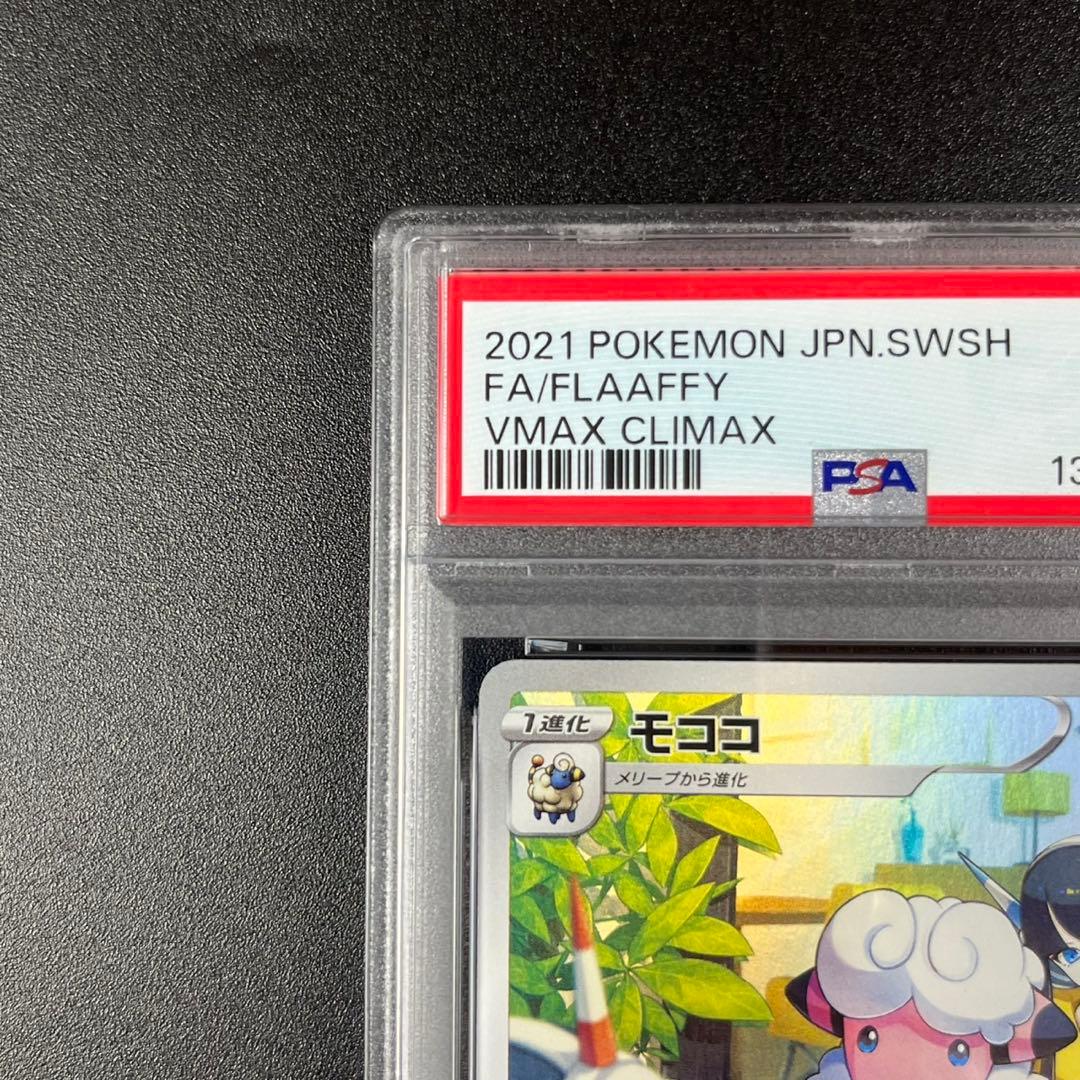 2021 POKEMON JPN.SWSH
FA/FLAAFFY
VMAX CLIMAX
PSA
13
1進化
モココ
メリープから進化